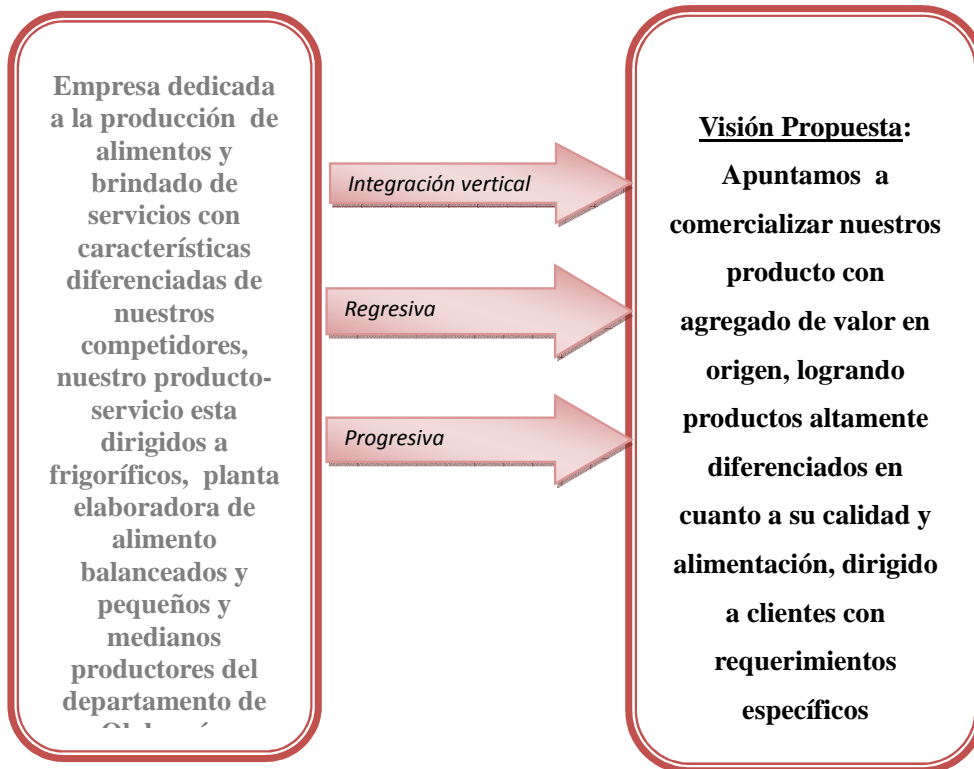 Empresa dedicada
a la producción de
alimentos y
brindado de
servicios con
características
diferenciadas de
nuestros
competidores,
nuestro producto-
servicio esta
dirigidos a
frigoríficos, planta
elaboradora de
alimento
balanceados y
pequeños y
medianos
productores del
departamento de
Integración vertical
Regresiva
Progresiva
Visión Propuesta:
Apuntamos a
comercializar nuestros
producto con
agregado de valor en
origen, logrando
productos altamente
diferenciados en
cuanto a su calidad y
alimentación, dirigido
a clientes con
requerimientos
específicos